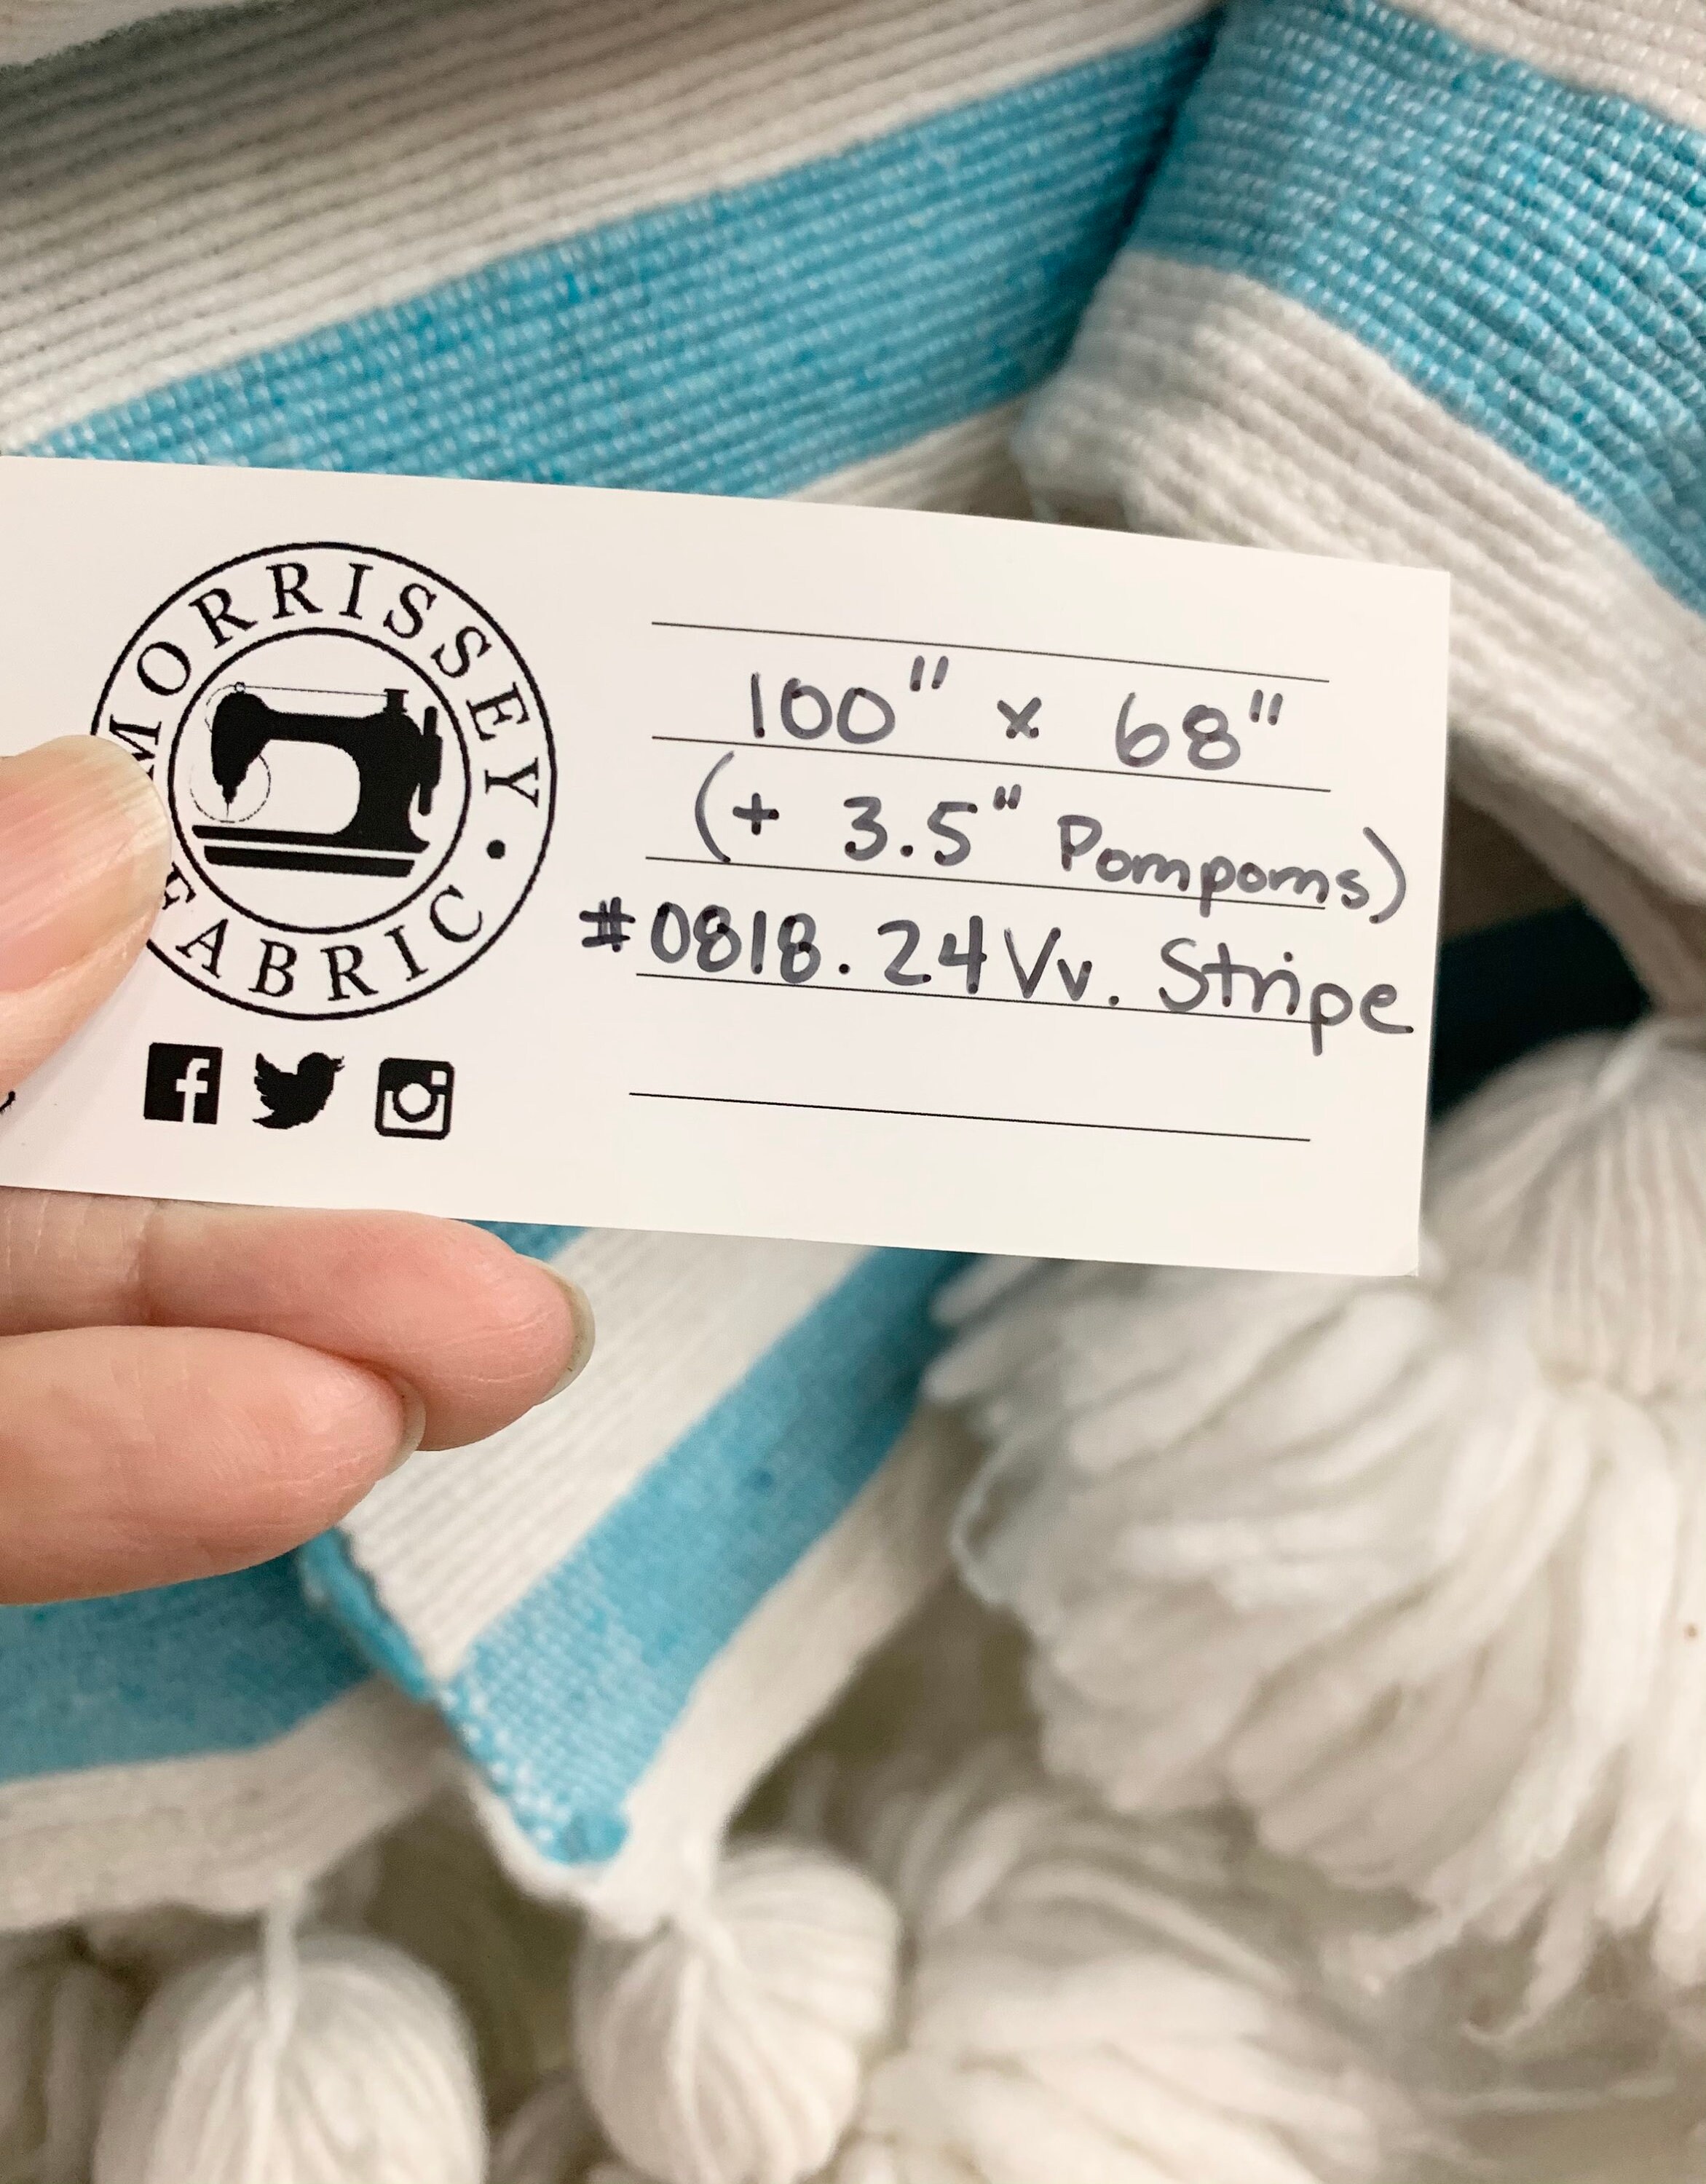 MORRISSEY
FABRIC
100" x 68"
(+ 3.5" Pompoms)
#0818.24Vv. Stripe